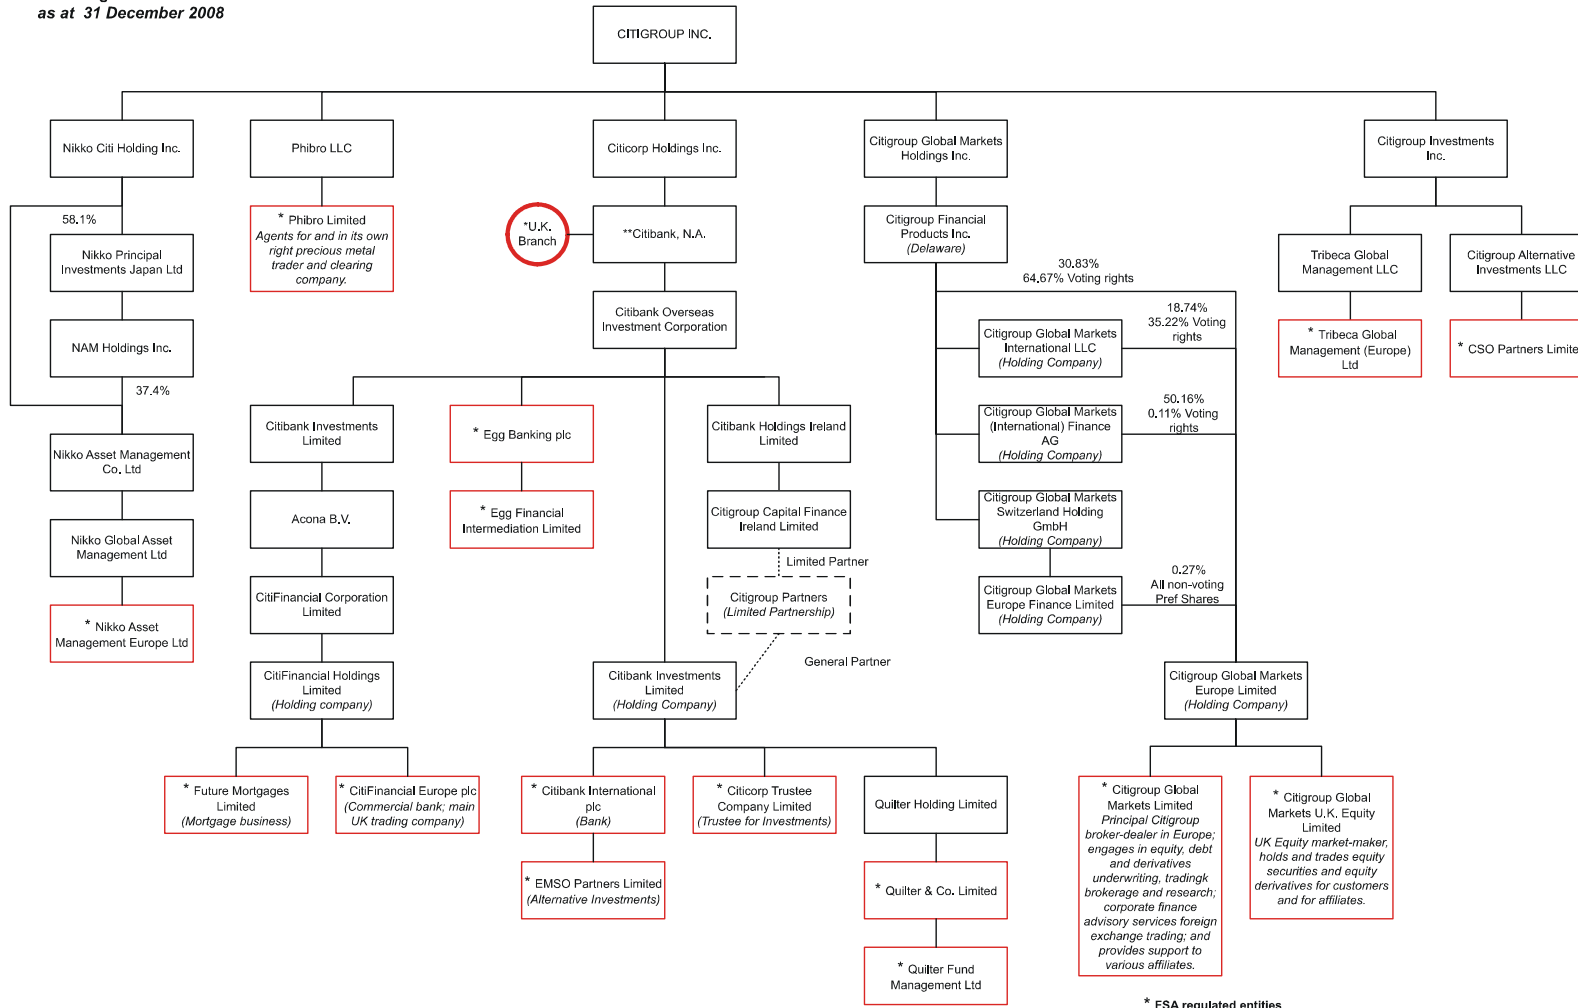 as at 31 December 2008
CITIGROUP INC.
Nikko Citi Holding Inc.
Phibro LLC
Citicorp Holdings Inc.
Citigroup Global Markets
Holdings Inc.
Citigroup Investments
Inc.
58.1%
* Phibro Limited
Agents for and in its own
right precious metal
trader and clearing
company.
*U.K.
Branch
**Citibank, N.A.
Citigroup Financial
Products Inc.
(Delaware)
Nikko Principal
Investments Japan Ltd
30.83%
64.67% Voting rights
Tribeca Global
Management LLC
Citigroup Alternative
Investments LLC
Citibank Overseas
Investment Corporation
18.74%
35.22% Voting
rights
NAM Holdings Inc.
Citigroup Global Markets
International LLC
(Holding Company)
* Tribeca Global
Management (Europe)
Ltd
* CSO Partners Limite
37.4%
50.16%
0.11% Voting
rights
Citibank Investments
Limited
* Egg Banking plc
Citibank Holdings Ireland
Limited
Citigroup Global Markets
(International) Finance
AG
(Holding Company)
Nikko Asset Management
Co. Ltd
Acona B.V.
* Egg Financial
Intermediation Limited
Citigroup Capital Finance
Ireland Limited
Citigroup Global Markets
Switzerland Holding
GmbH
(Holding Company)
Nikko Global Asset
Management Ltd
Limited Partner
0.27%
All non-voting
Pref Shares
CitiFinancial Corporation
Limited
Citigroup Partners
(Limited Partnership)
Citigroup Global Markets
Europe Finance Limited
(Holding Company)
* Nikko Asset
Management Europe Ltd
General Partner
CitiFinancial Holdings
Limited
(Holding company)
Citibank Investments
Limited
(Holding Company)
Citigroup Global Markets
Europe Limited
(Holding Company)
* Future Mortgages
Limited
(Mortgage business)
* CitiFinancial Europe plc
(Commercial bank; main
UK trading company)
* Citibank International
plc
(Bank)
* Citicorp Trustee
Company Limited
(Trustee for Investments)
Quilter Holding Limited
* Citigroup Global
Markets Limited
Principal Citigroup
broker-dealer in Europe;
engages in equity, debt
and derivatives
underwriting, tradingk
brokerage and research;
corporate finance
advisory services foreign
exchange trading; and
provides support to
various affiliates.
* Citigroup Global
Markets U.K. Equity
Limited
UK Equity market-maker,
holds and trades equity
securities and equity
derivatives for customers
and for affiliates.
* EMSO Partners Limited
(Alternative Investments)
* Quilter & Co. Limited
* Quilter Fund
Management Ltd
* FSA regulated entities